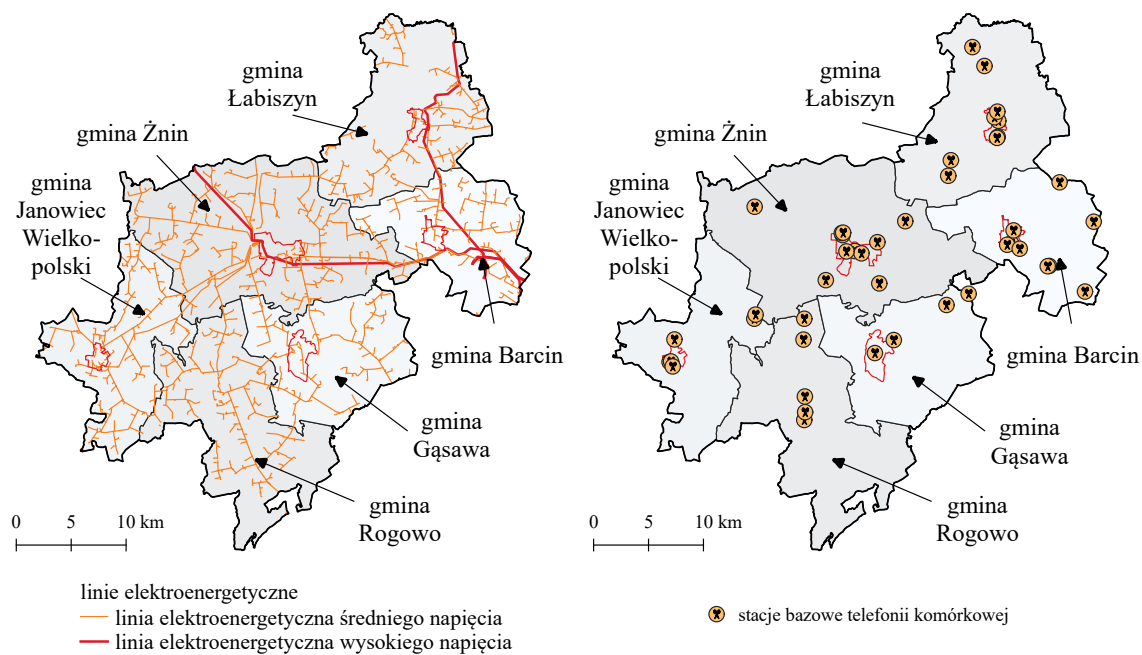 gmina
Łabiszyn
gmina Żnin
gmina
Janowiec
Wielko-
polski
gmina Barcin
gmina
Gąsawa
gmina
Rogowo
0 5 10 km
linie elektroenergetyczne
linia elektroenergetyczna średniego napięcia
linia elektroenergetyczna wysokiego napięcia
gmina
Łabiszyn
gmina Żnin
gmina
Janowiec
Wielko-
polski
gmina Barcin
gmina
Gąsawa
gmina
Rogowo
0 5 10 km
stacje bazowe telefonii komórkowej